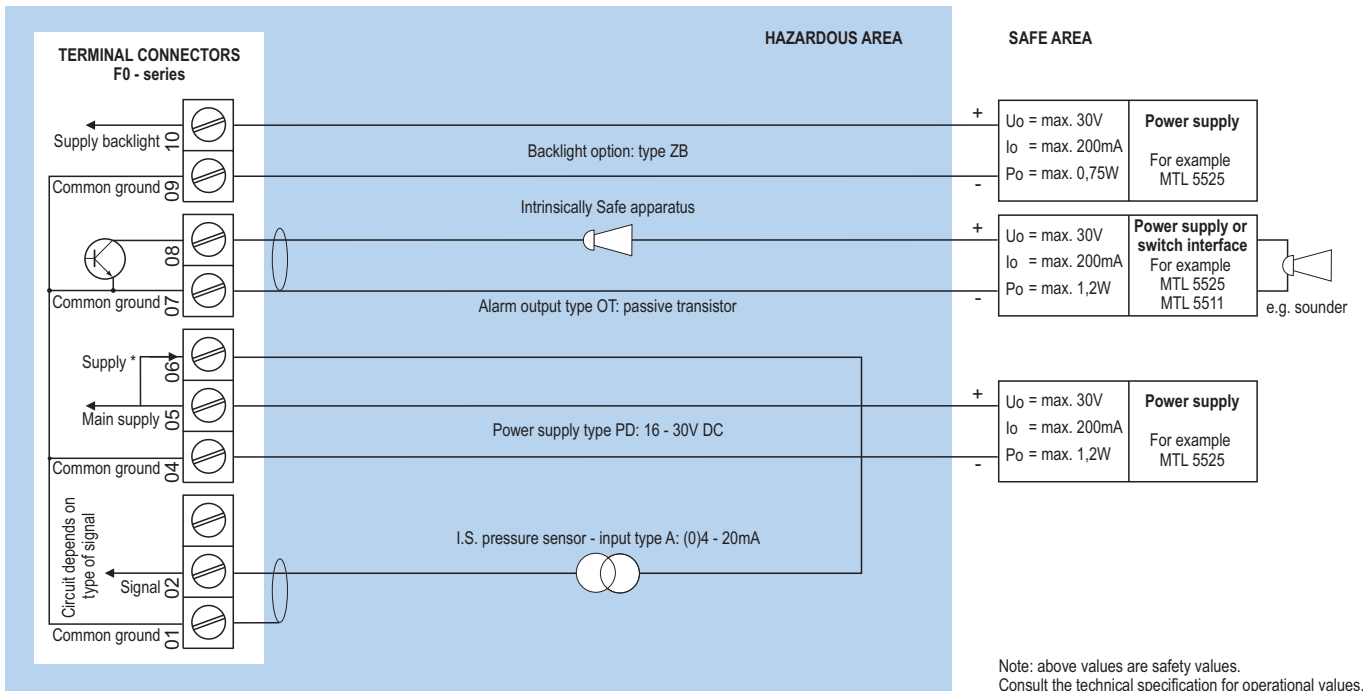 HAZARDOUS AREA
SAFE AREA
TERMINAL CONNECTORS
F0 - series
Supply backlight
10
Common ground
09
08
Common ground
07
Supply *
06
Main supply
05
Common ground
04
Circuit depends on
type of signal
Signal
02
Common ground
01
Backlight option: type ZB
Intrinsically Safe apparatus
Alarm output type OT: passive transistor
Power supply type PD: 16 - 30V DC
I.S. pressure sensor - input type A: (0)4 - 20mA
+
-
Uo = max. 30V
Io = max. 200mA
Po = max. 0,75W
Power supply
For example
MTL 5525
+
-
Uo = max. 30V
Io = max. 200mA
Po = max. 1,2W
Power supply or
switch interface
For example
MTL 5525
MTL 5511
e.g. sounder
+
-
Uo = max. 30V
Io = max. 200mA
Po = max. 1,2W
Power supply
For example
MTL 5525
Note: above values are safety values.
Consult the technical specification for operational values.